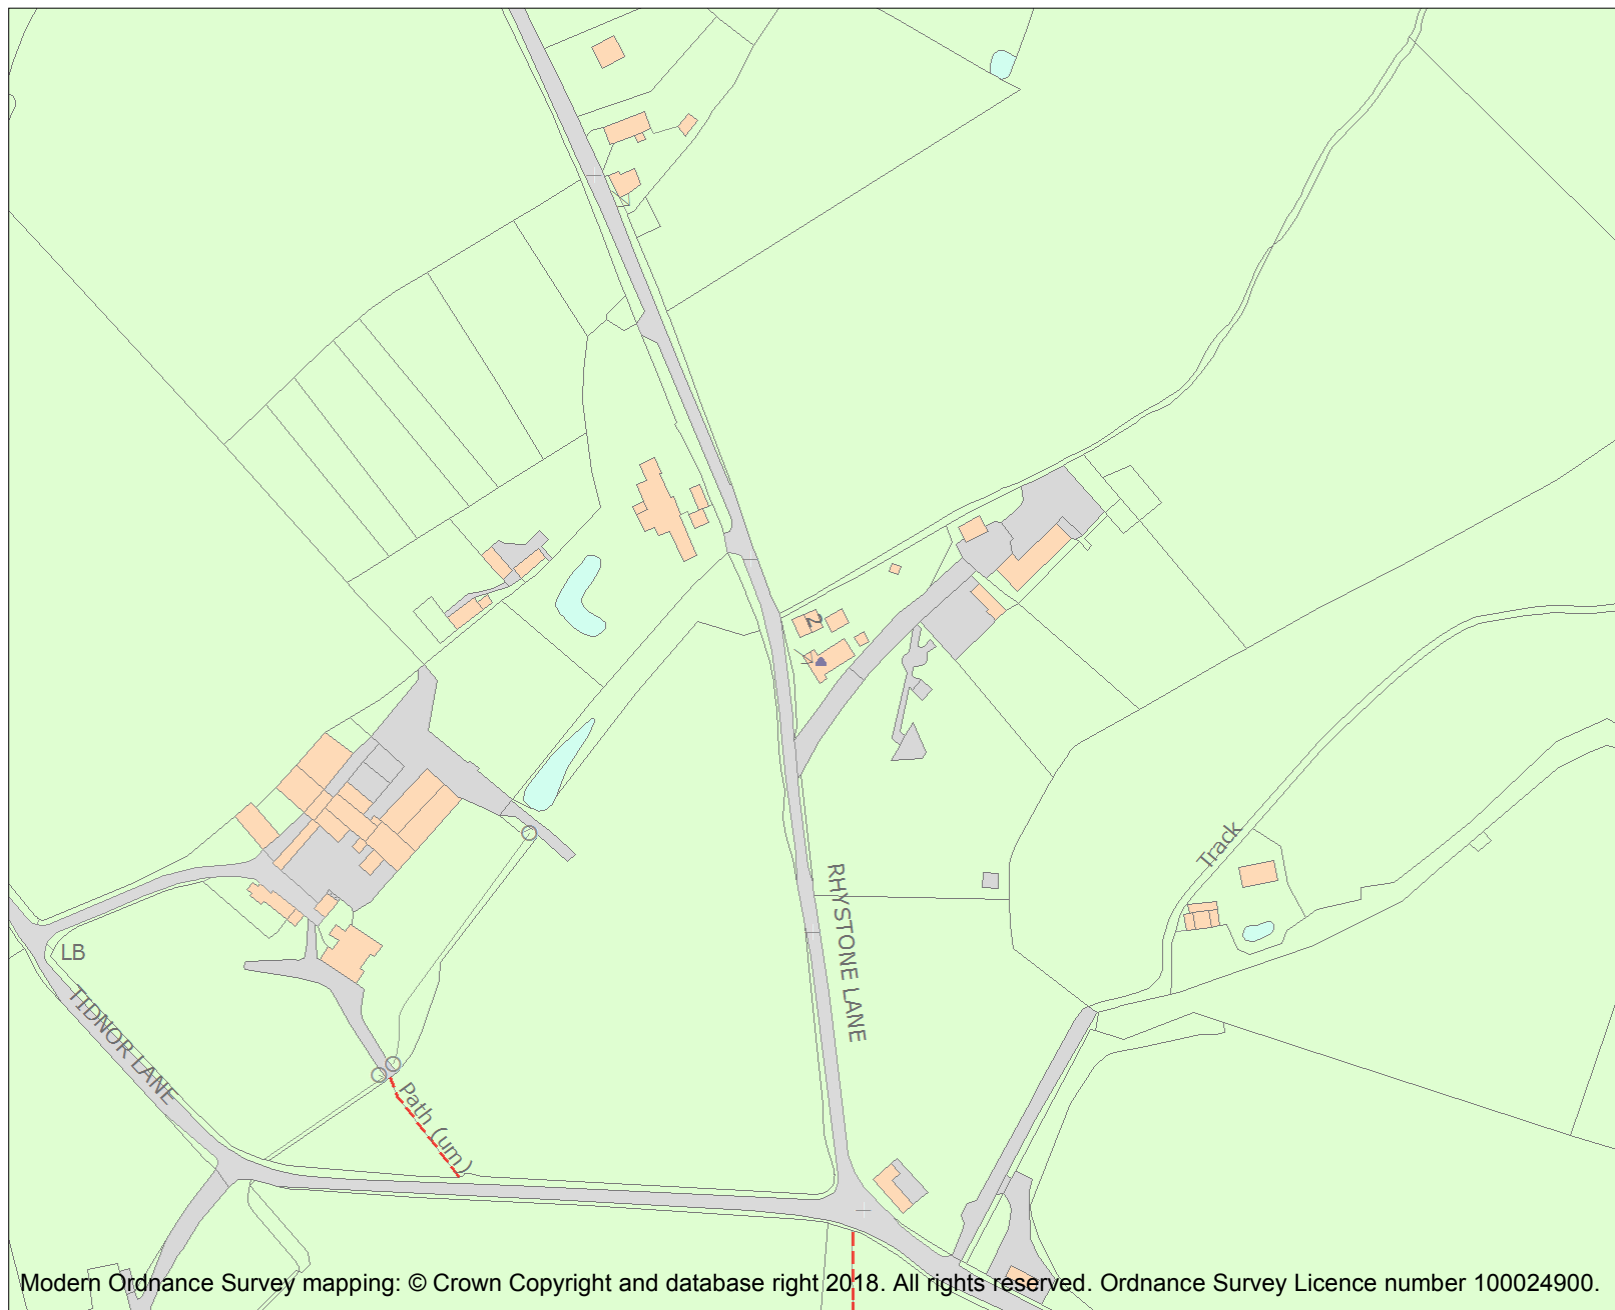 2
Track
RHYSTONE LANE
LB
TIDNOR LANE
Path (um)
Modern Ordnance Survey mapping: © Crown Copyright and database right 2018. All rights reserved. Ordnance Survey Licence number 100024900.